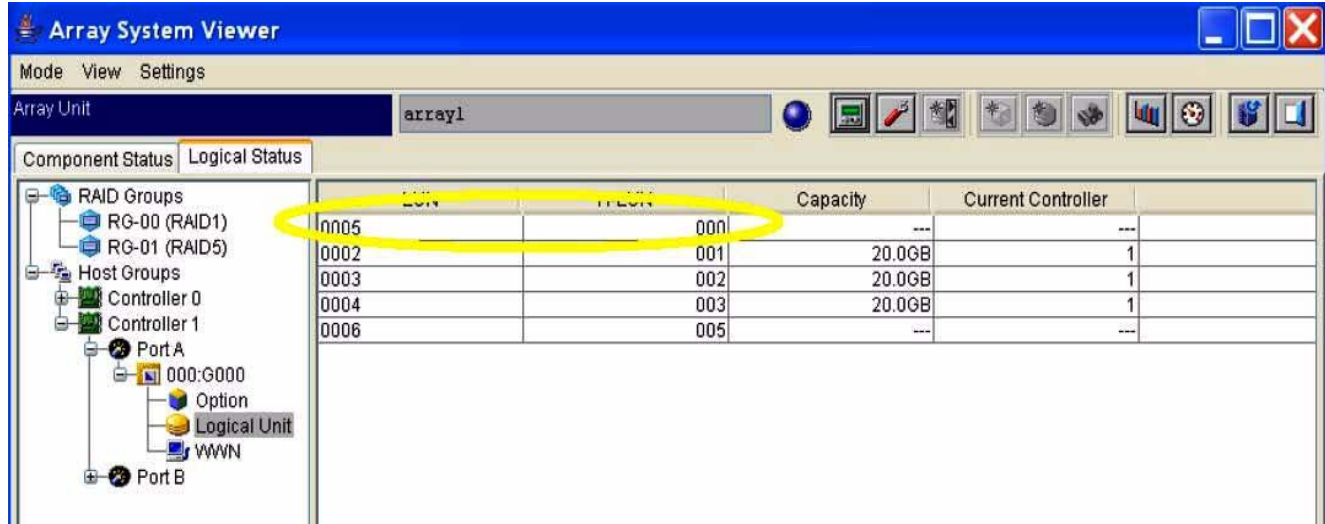 Array System Viewer
Mode View Settings
Array Unit array1
Component Status Logical Status
RAID Groups
RG-00 (RAID1)
RG-01 (RAID5)
Host Groups
Controller 0
Controller 1
Port A
000:G000
Option
Logical Unit
WWN
Port B
Capacity Current Controller
0005 000 --- ---
0002 001 20.0GB 1
0003 002 20.0GB 1
0004 003 20.0GB 1
0006 005 --- ---